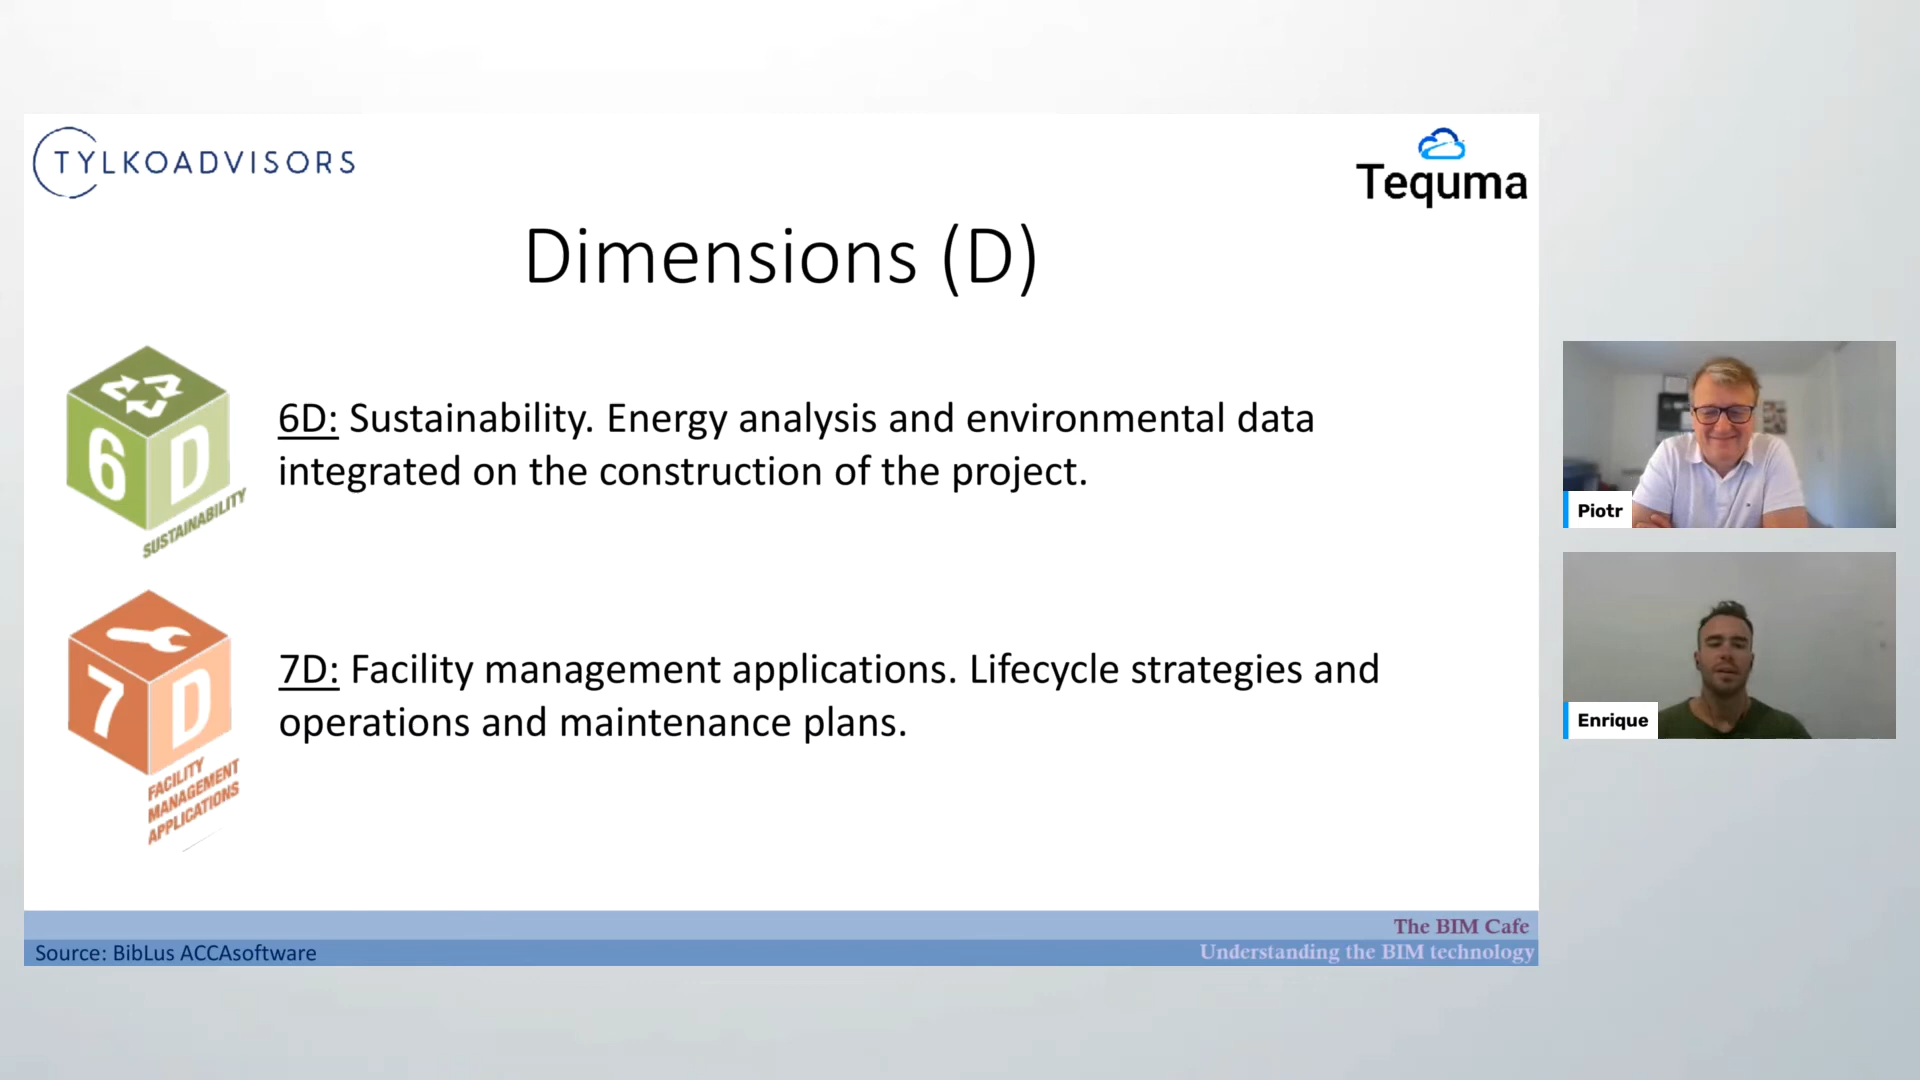 TYLKOADVISORS
Tequma
Dimensions (D)
6 D
SUSTAINABILITY
6D: Sustainability. Energy analysis and environmental data
integrated on the construction of the project.
7 D
FACILITY
MANAGEMENT
APPLICATIONS
7D: Facility management applications. Lifecycle strategies and
operations and maintenance plans.
Piotr
Enrique
The BIM Cafe
Source: BibLus ACCAsoftware
Understanding the BIM technology